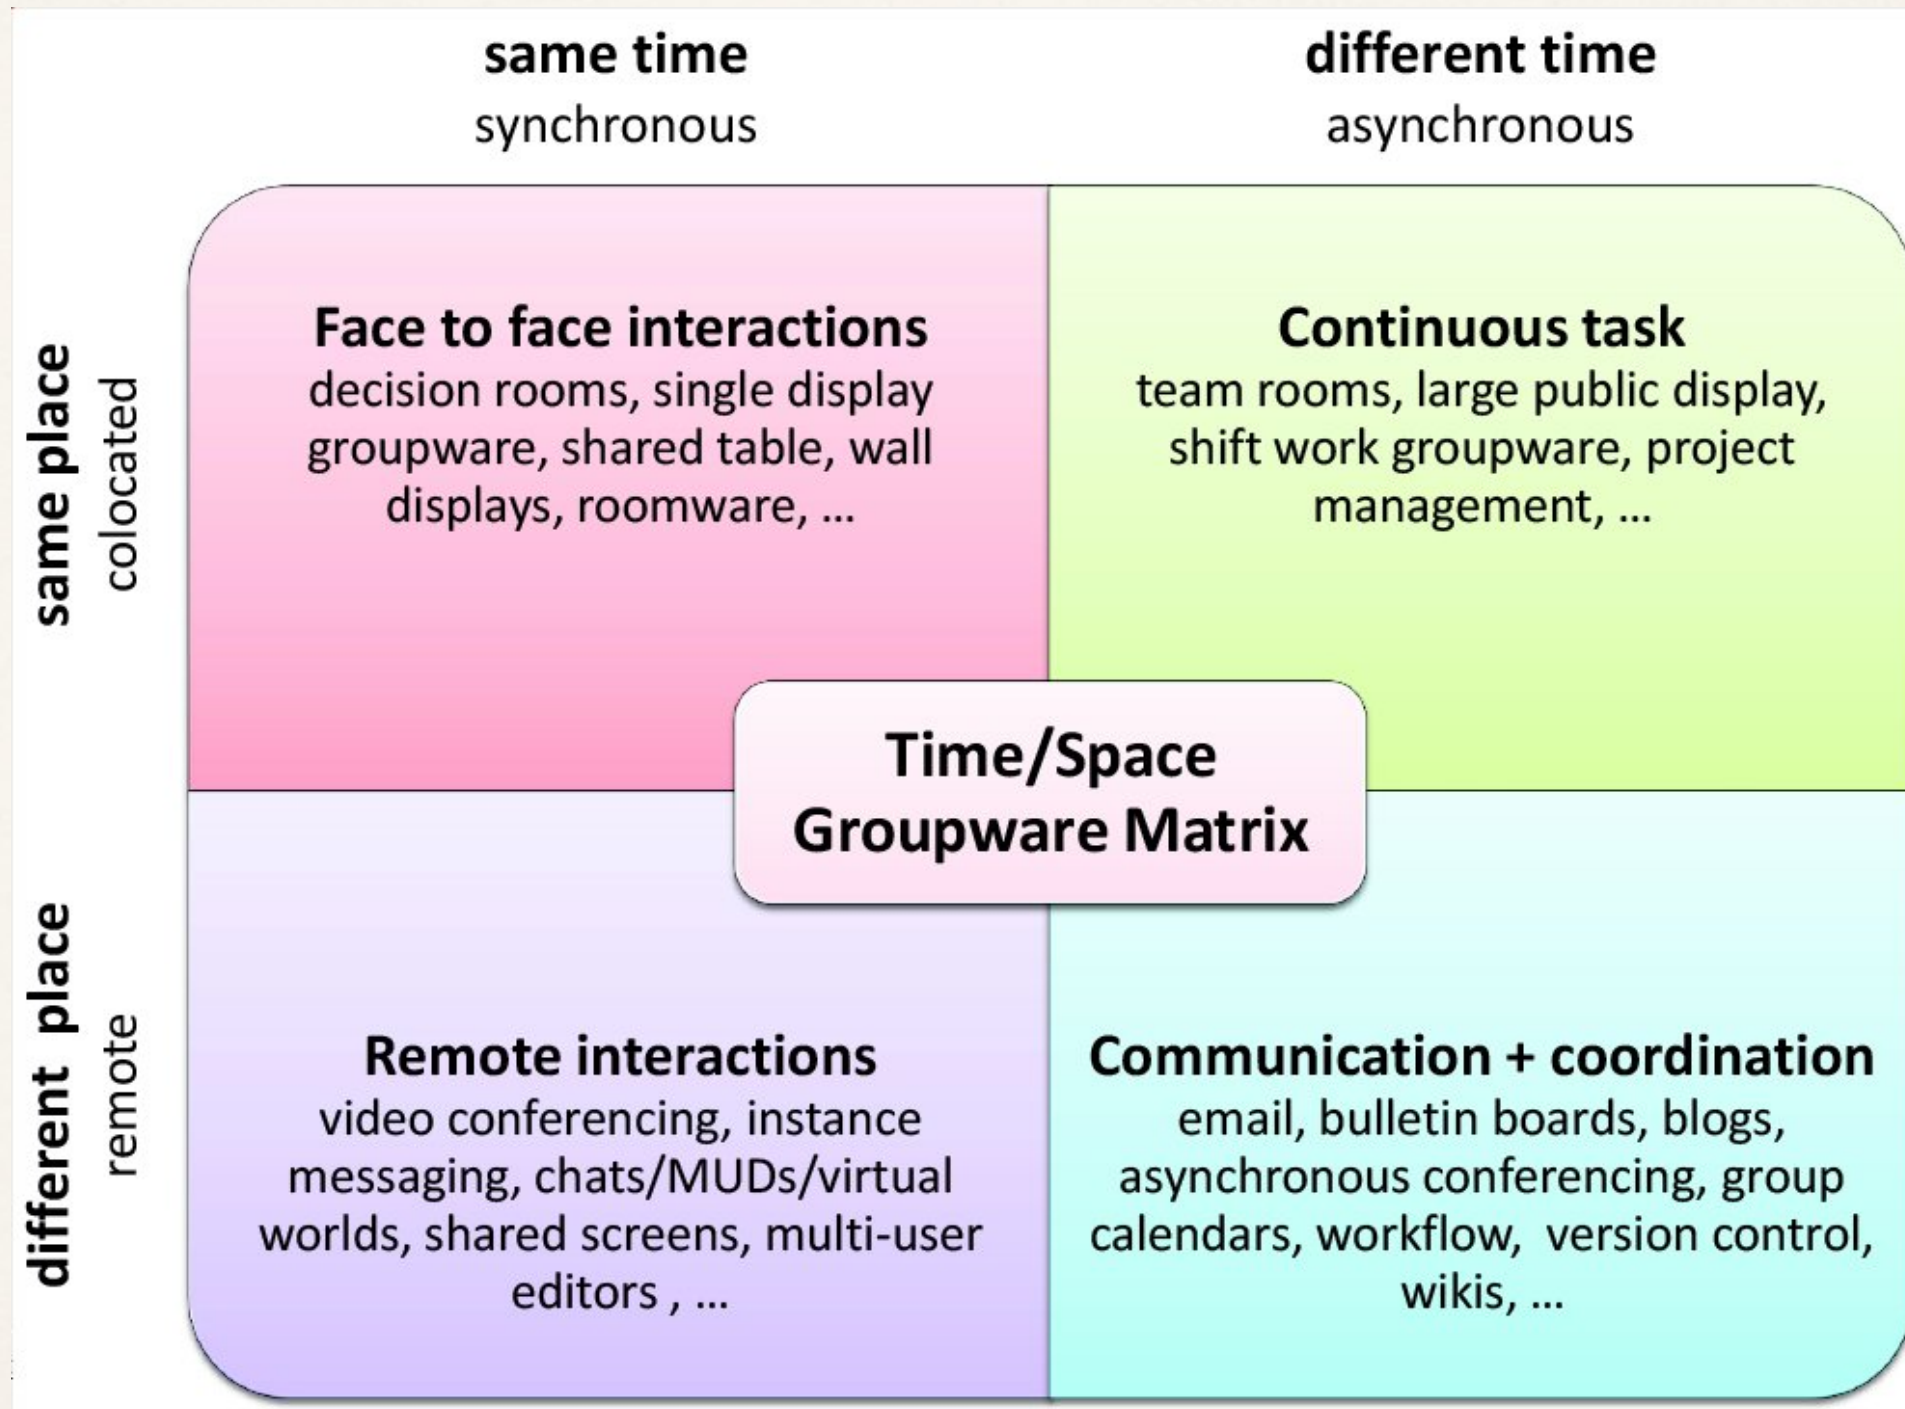 same time
synchronous
different time
asynchronous
same place
colocated
Face to face interactions
decision rooms, single display
groupware, shared table, wall
displays, roomware, ...
Continuous task
team rooms, large public display,
shift work groupware, project
management, ...
Time/Space
Groupware Matrix
different place
remote
Remote interactions
video conferencing, instance
messaging, chats/MUDs/virtual
worlds, shared screens, multi-user
editors , ...
Communication + coordination
email, bulletin boards, blogs,
asynchronous conferencing, group
calendars, workflow, version control,
wikis, ...